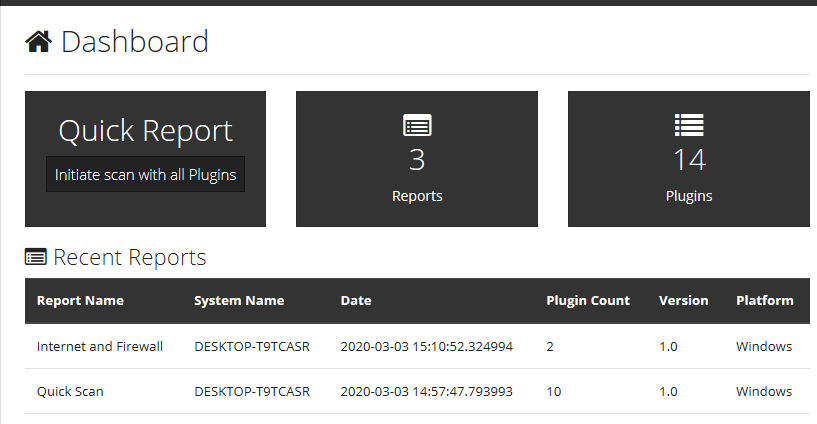 Dashboard
Quick Report
Initiate scan with all Plugins
3
Reports
14
Plugins
Recent Reports
Report Name System Name Date Plugin Count Version Platform
Internet and Firewall DESKTOP-T9TCASR 2020-03-03 15:10:52.324994 2 1.0 Windows
Quick Scan DESKTOP-T9TCASR 2020-03-03 14:57:47.793993 10 1.0 Windows